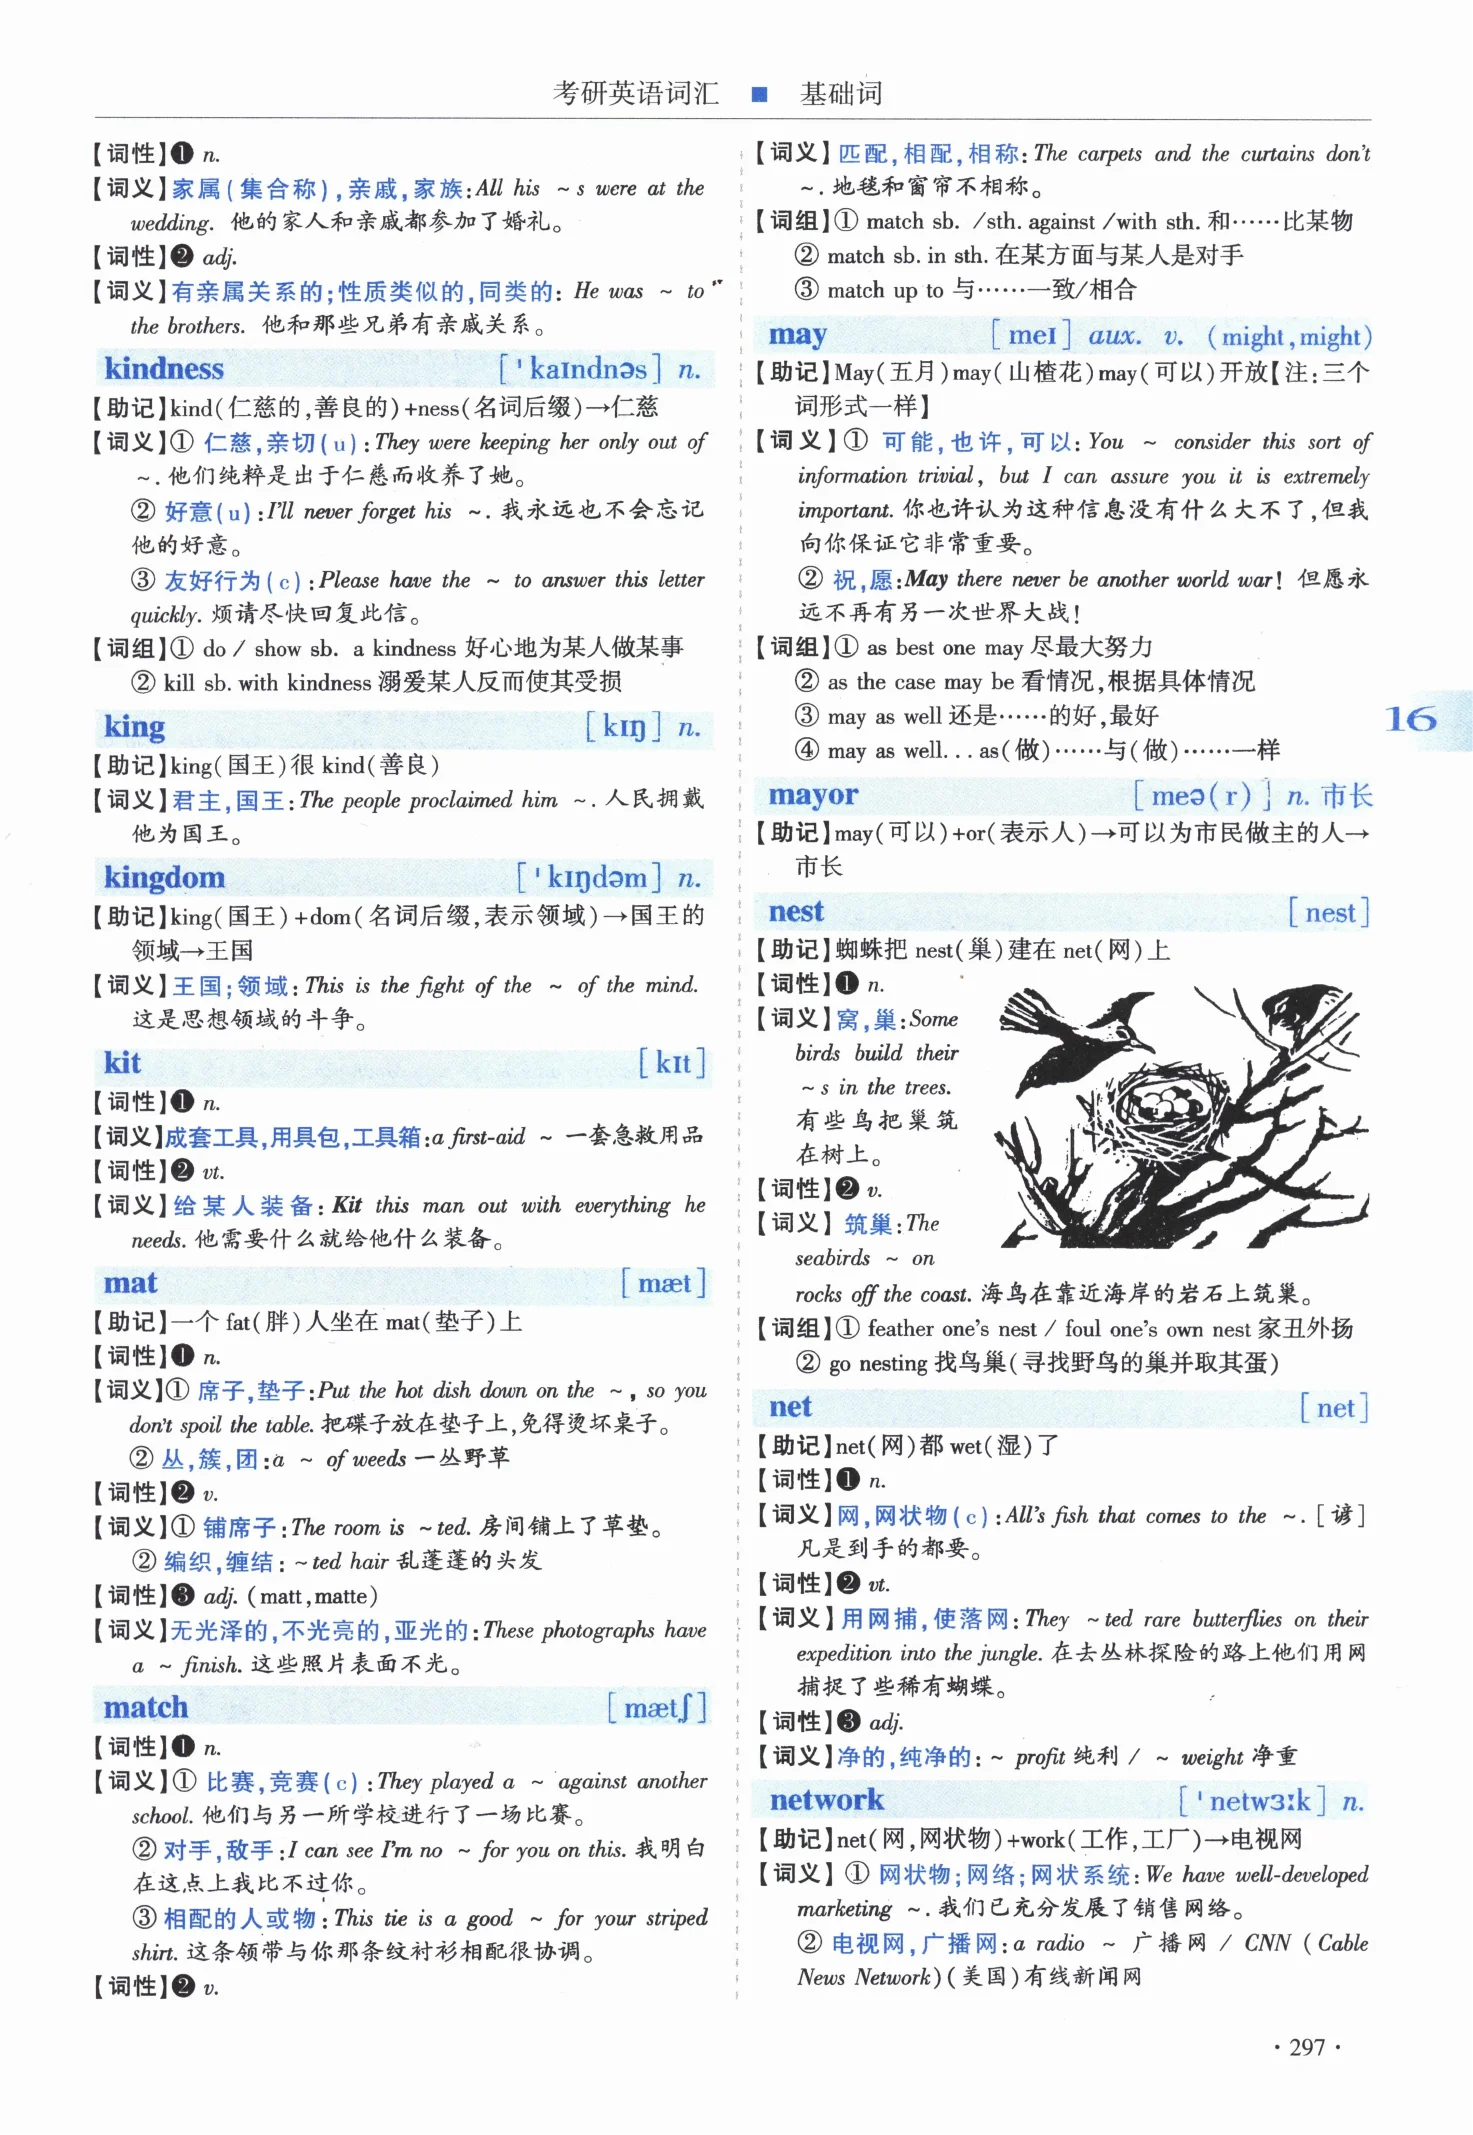 考研英语词汇 ■ 基础词
【词性】❶ n.
【词义】家属(集合称),亲戚,家族:All his ~s were at the
wedding. 他的家人和亲戚都参加了婚礼。
【词性】❷ adj.
【词义】有亲属关系的;性质类似的,同类的: He was ~ to
the brothers. 他和那些兄弟有亲戚关系。
kindness [ˈkaɪndnəs] n.
【助记】kind(仁慈的,善良的)+ness(名词后缀)→仁慈
【词义】① 仁慈,亲切(u):They were keeping her only out of
~. 他们纯粹是出于仁慈而收养了她。
② 好意(u):I'll never forget his ~. 我永远也不会忘记
他的好意。
③ 友好行为(c):Please have the ~ to answer this letter
quickly. 烦请尽快回复此信。
【词组】① do / show sb. a kindness 好心地为某人做某事
② kill sb. with kindness 溺爱某人反而使其受损
king [kɪŋ] n.
【助记】king(国王)很 kind(善良)
【词义】君主,国王:The people proclaimed him ~. 人民拥戴
他为国王。
kingdom [ˈkɪŋdəm] n.
【助记】king(国王)+dom(名词后缀,表示领域)→国王的
领域→王国
【词义】王国;领域: This is the fight of the ~ of the mind.
这是思想领域的斗争。
kit [kɪt]
【词性】❶ n.
【词义】成套工具,用具包,工具箱:a first-aid ~ 一套急救用品
【词性】❷ vt.
【词义】给某人装备: Kit this man out with everything he
needs. 他需要什么就给他什么装备。
mat [mæt]
【助记】一个 fat(胖)人坐在 mat(垫子)上
【词性】❶ n.
【词义】① 席子,垫子:Put the hot dish down on the ~, so you
don't spoil the table. 把碟子放在垫子上,免得烫坏桌子。
② 丛,簇,团:a ~ of weeds 一丛野草
【词性】❷ v.
【词义】① 铺席子:The room is ~ted. 房间铺上了草垫。
② 编织,缠结: ~ted hair 乱蓬蓬的头发
【词性】❸ adj. (matt,matte)
【词义】无光泽的,不光亮的,亚光的:These photographs have
a ~ finish. 这些照片表面不光。
match [mætʃ]
【词性】❶ n.
【词义】① 比赛,竞赛(c):They played a ~ against another
school. 他们与另一所学校进行了一场比赛。
② 对手,敌手:I can see I'm no ~ for you on this. 我明白
在这点上我比不过你。
③ 相配的人或物:This tie is a good ~ for your striped
shirt. 这条领带与你那条纹衬衫相配很协调。
【词性】❷ v.
【词义】匹配,相配,相称:The carpets and the curtains don't
~. 地毯和窗帘不相称。
【词组】① match sb. /sth. against /with sth. 和……比某物
② match sb. in sth. 在某方面与某人是对手
③ match up to 与……一致/相合
may [meɪ] aux. v. (might,might)
【助记】May(五月)may(山楂花)may(可以)开放【注:三个
词形式一样】
【词义】① 可能,也许,可以:You ~ consider this sort of
information trivial, but I can assure you it is extremely
important. 你也许认为这种信息没有什么大不了,但我
向你保证它非常重要。
② 祝,愿:May there never be another world war! 但愿永
远不再有另一次世界大战!
【词组】① as best one may 尽最大努力
② as the case may be 看情况,根据具体情况
③ may as well 还是……的好,最好
④ may as well...as(做)……与(做)……一样
16
mayor [meə(r)] n. 市长
【助记】may(可以)+or(表示人)→可以为市民做主的人→
市长
nest [nest]
【助记】蜘蛛把 nest(巢)建在 net(网)上
【词性】❶ n.
【词义】窝,巢:Some
birds build their
~s in the trees.
有些鸟把巢筑
在树上。
【词性】❷ v.
【词义】筑巢:The
seabirds ~ on
rocks off the coast. 海鸟在靠近海岸的岩石上筑巢。
【词组】① feather one's nest / foul one's own nest 家丑外扬
② go nesting 找鸟巢(寻找野鸟的巢并取其蛋)
net [net]
【助记】net(网)都 wet(湿)了
【词性】❶ n.
【词义】网,网状物(c):All's fish that comes to the ~. [谚]
凡是到手的都要。
【词性】❷ vt.
【词义】用网捕,使落网:They ~ted rare butterflies on their
expedition into the jungle. 在去丛林探险的路上他们用网
捕捉了些稀有蝴蝶。
【词性】❸ adj.
【词义】净的,纯净的: ~ profit 纯利 / ~ weight 净重
network [ˈnetwɜːk] n.
【助记】net(网,网状物)+work(工作,工厂)→电视网
【词义】① 网状物;网络;网状系统:We have well-developed
marketing ~. 我们已充分发展了销售网络。
② 电视网,广播网:a radio ~ 广播网 / CNN (Cable
News Network)(美国)有线新闻网
· 297 ·